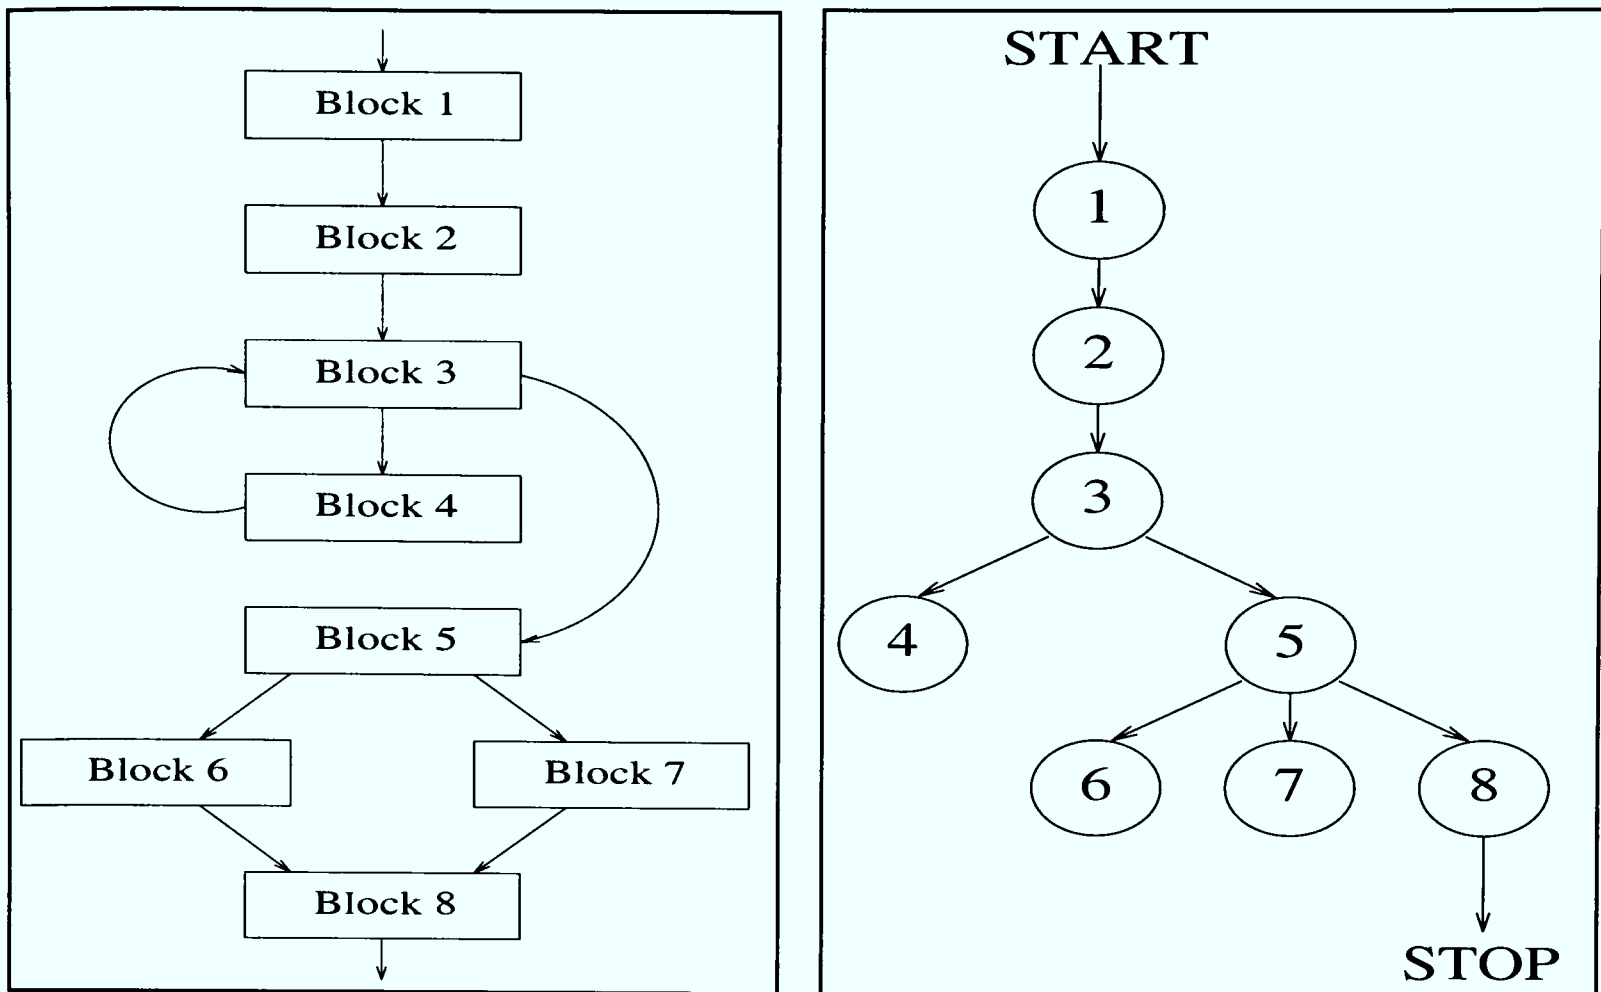 Block 1
Block 2
Block 3
Block 4
Block 5
Block 6
Block 7
Block 8
START
1
2
3
4
5
6
7
8
STOP